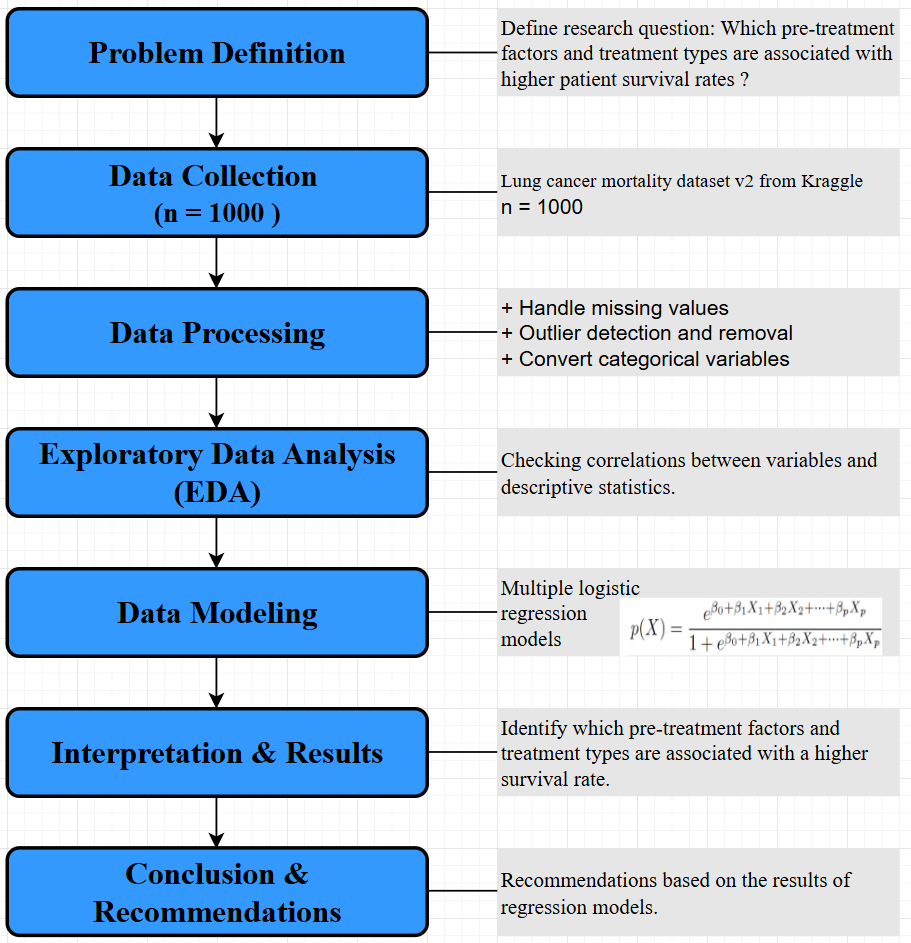 Problem Definition
Define research question: Which pre-treatment
factors and treatment types are associated with
higher patient survival rates ?
Data Collection
(n = 1000 )
Lung cancer mortality dataset v2 from Kraggle
n = 1000
Data Processing
+ Handle missing values
+ Outlier detection and removal
+ Convert categorical variables
Exploratory Data Analysis
(EDA)
Checking correlations between variables and
descriptive statistics.
Data Modeling
Multiple logistic
regression
models
p(X) = e^{β₀+β₁X₁+β₂X₂+···+βₚXₚ} / 1 + e^{β₀+β₁X₁+β₂X₂+···+βₚXₚ}
Interpretation & Results
Identify which pre-treatment factors and
treatment types are associated with a higher
survival rate.
Conclusion &
Recommendations
Recommendations based on the results of
regression models.